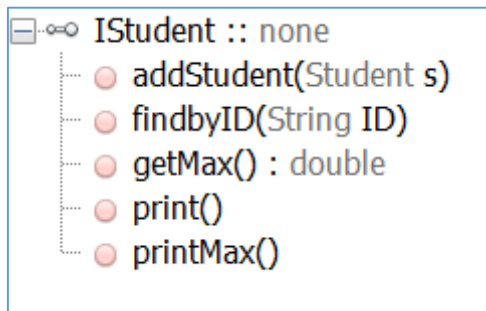 IStudent :: none
addStudent(Student s)
findbyID(String ID)
getMax() : double
print()
printMax()